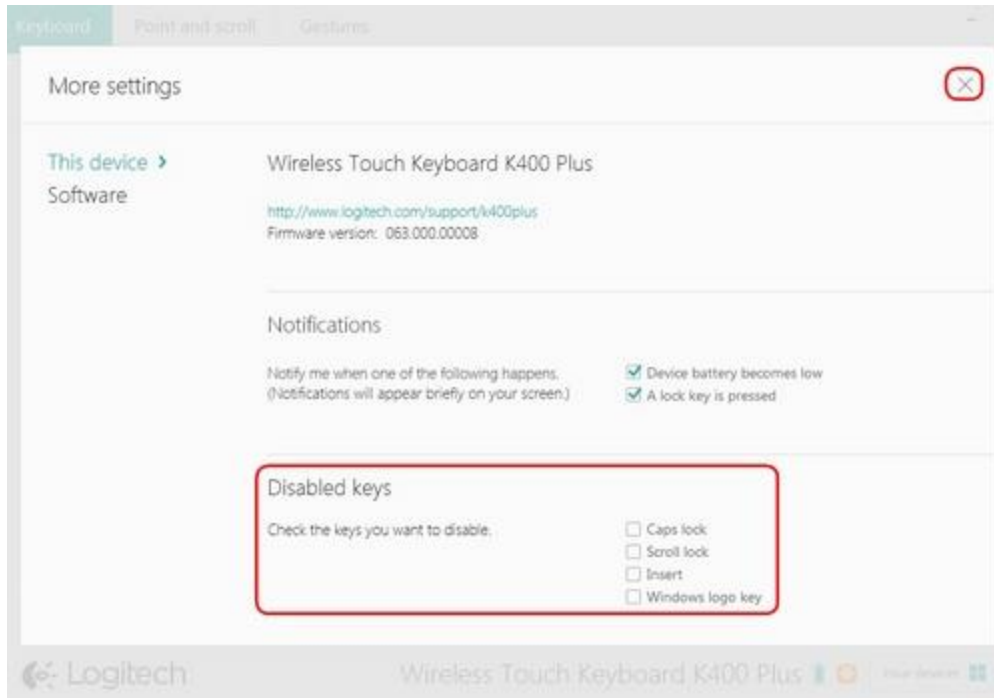 Keyboard Point and scroll Gestures
More settings
This device
Software
Wireless Touch Keyboard K400 Plus
http://www.logitech.com/support/k400plus
Firmware version: 063.000.00008
Notifications
Notify me when one of the following happens.
(Notifications will appear briefly on your screen.)
Device battery becomes low
A lock key is pressed
Disabled keys
Check the keys you want to disable.
Caps lock
Scroll lock
Insert
Windows logo key
Logitech
Wireless Touch Keyboard K400 Plus
Your devices